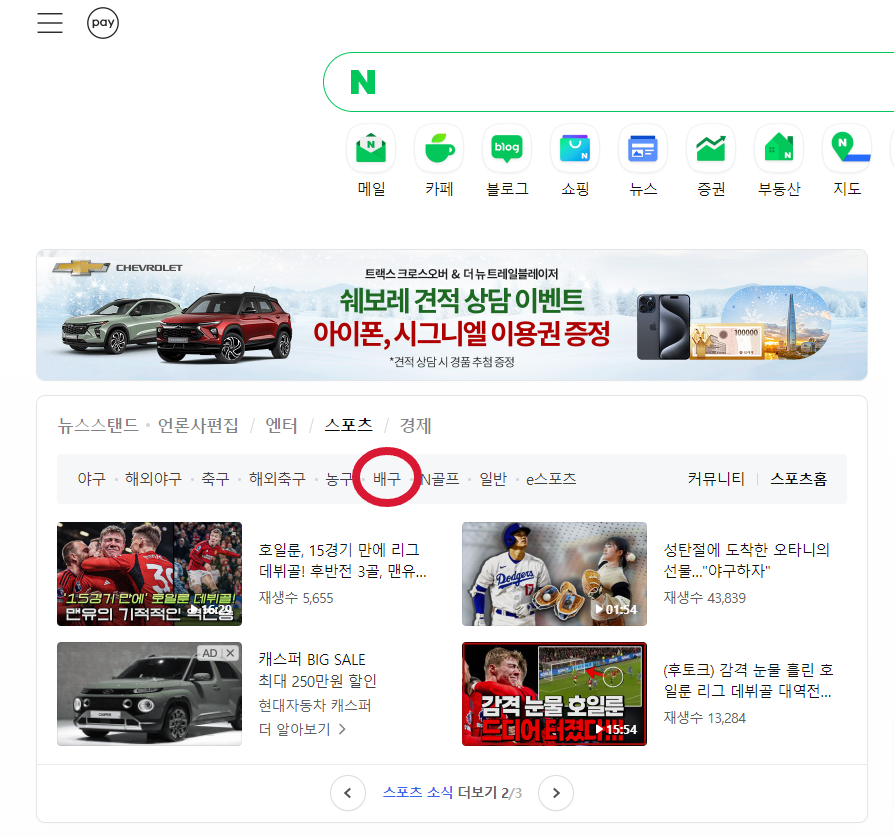 pay
N
N
blog
N
N
N
메일
카페
블로그
쇼핑
뉴스
증권
부동산
지도
CHEVROLET
트랙스 크로스오버 & 더 뉴 트레일블레이저
쉐보레 견적 상담 이벤트
아이폰, 시그니엘 이용권 증정
*견적 상담 시 경품 추첨 증정
100000
뉴스스탠드 · 언론사편집 / 엔터 / 스포츠 / 경제
야구 · 해외야구 · 축구 · 해외축구 · 농구 · 배구 · N골프 · 일반 · e스포츠
커뮤니티 | 스포츠홈
'15경기 만에' 호일룬 데뷔골!
맨유의 기적적인 역전승
16:20
호일룬, 15경기 만에 리그
데뷔골! 후반전 3골, 맨유...
재생수 5,655
Dodgers
17
01:54
성탄절에 도착한 오타니의
선물..."야구하자"
재생수 43,839
AD X
CASPER
캐스퍼 BIG SALE
최대 250만원 할인
현대자동차 캐스퍼
더 알아보기 >
감격 눈물 호일룬
드디어 터졌다!!!
15:54
(후토크) 감격 눈물 흘린 호
일룬 리그 데뷔골 대역전...
재생수 13,284
< 스포츠 소식 더보기 2/3 >